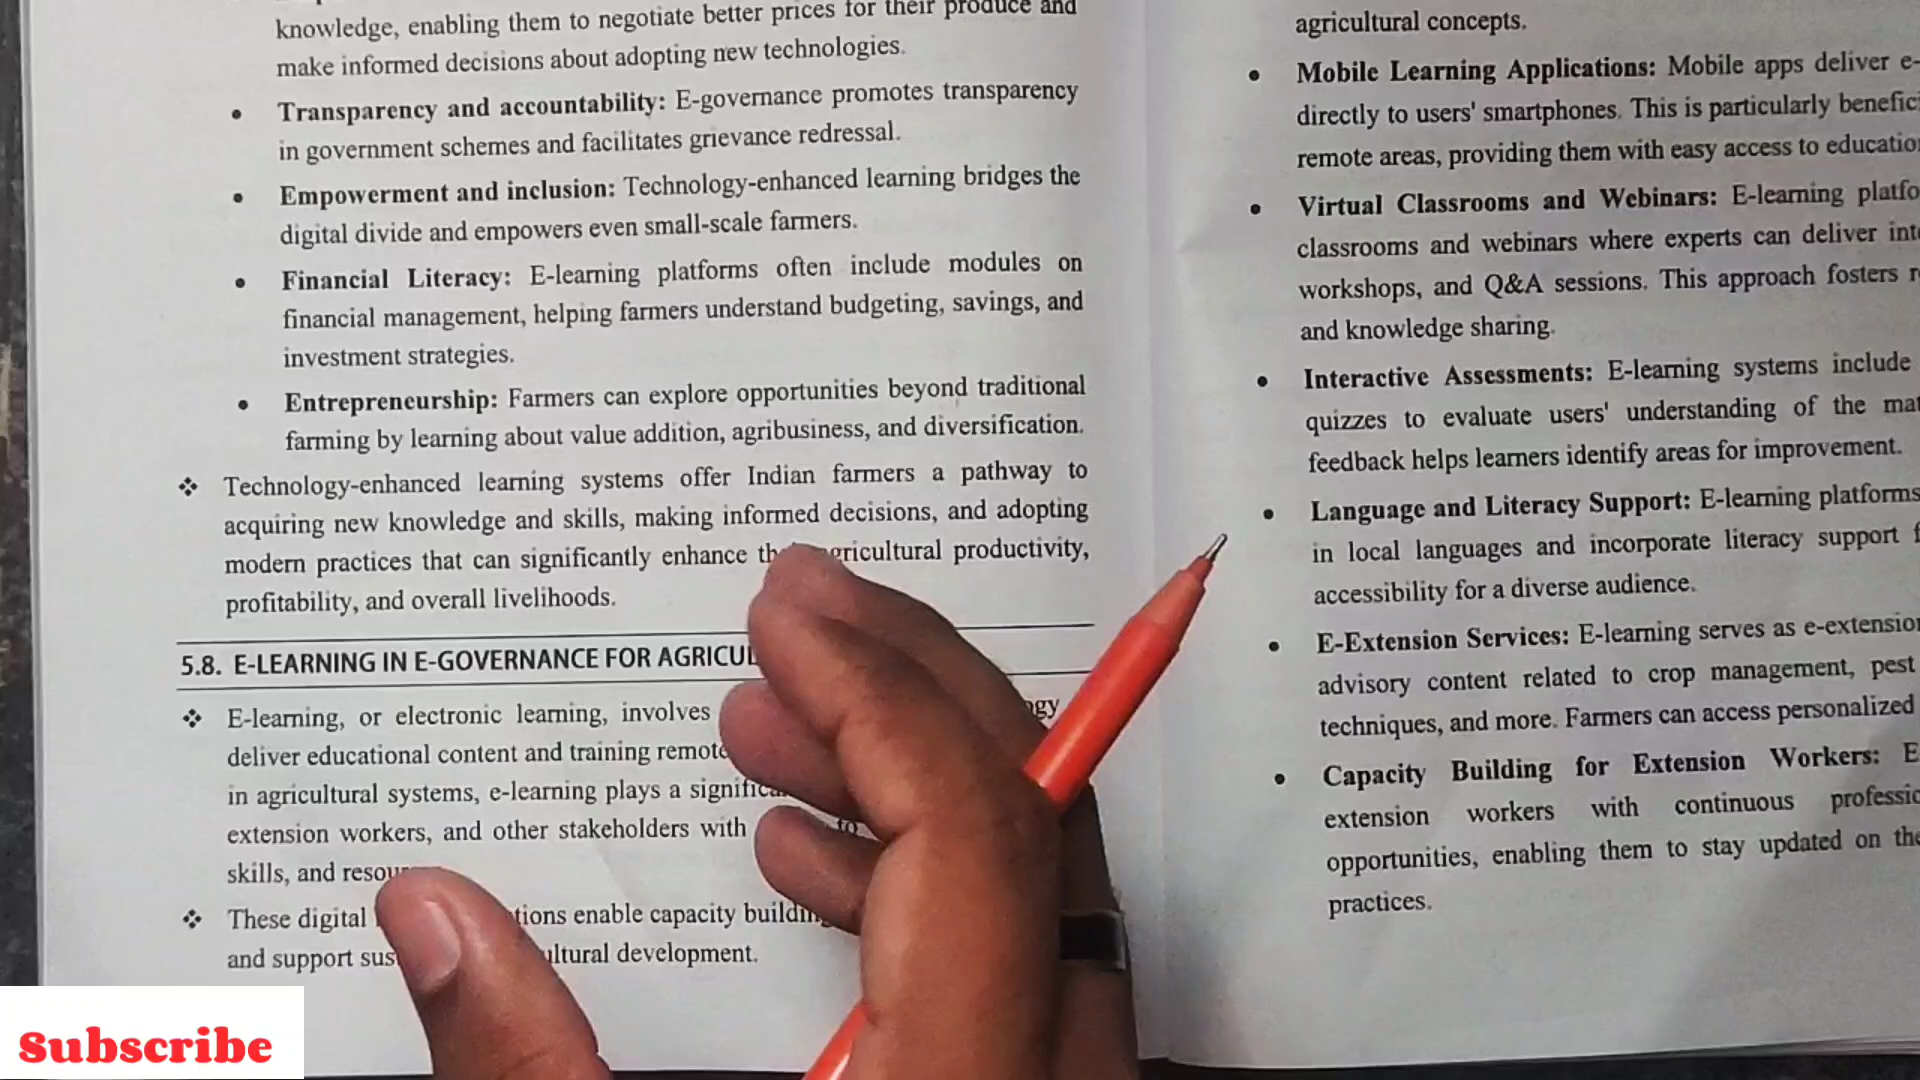 knowledge, enabling them to negotiate better prices for their produce and
make informed decisions about adopting new technologies.
• Transparency and accountability: E-governance promotes transparency
in government schemes and facilitates grievance redressal.
• Empowerment and inclusion: Technology-enhanced learning bridges the
digital divide and empowers even small-scale farmers.
• Financial Literacy: E-learning platforms often include modules on
financial management, helping farmers understand budgeting, savings, and
investment strategies.
• Entrepreneurship: Farmers can explore opportunities beyond traditional
farming by learning about value addition, agribusiness, and diversification.
❖ Technology-enhanced learning systems offer Indian farmers a pathway to
acquiring new knowledge and skills, making informed decisions, and adopting
modern practices that can significantly enhance agricultural productivity,
profitability, and overall livelihoods.
5.8. E-LEARNING IN E-GOVERNANCE FOR
❖ E-learning, or electronic learning, involves
deliver educational content and training
in agricultural systems, e-learning plays a
extension workers, and other stakeholders with to
skills, and
❖ These digital enable capacity building
and support development.
agricultural concepts.
• Mobile Learning Applications: Mobile apps deliver e-
directly to users' smartphones. This is particularly
remote areas, providing them with easy access to
• Virtual Classrooms and Webinars: E-learning
classrooms and webinars where experts can deliver
workshops, and Q&A sessions. This approach fosters
and knowledge sharing.
• Interactive Assessments: E-learning systems include
quizzes to evaluate users' understanding of the
feedback helps learners identify areas for improvement.
• Language and Literacy Support: E-learning platforms
in local languages and incorporate literacy support
accessibility for a diverse audience.
• E-Extension Services: E-learning serves as
advisory content related to crop management, pest
techniques, and more. Farmers can access personalized
• Capacity Building for Extension Workers:
extension workers with continuous
opportunities, enabling them to stay updated on the
practices.
Subscribe